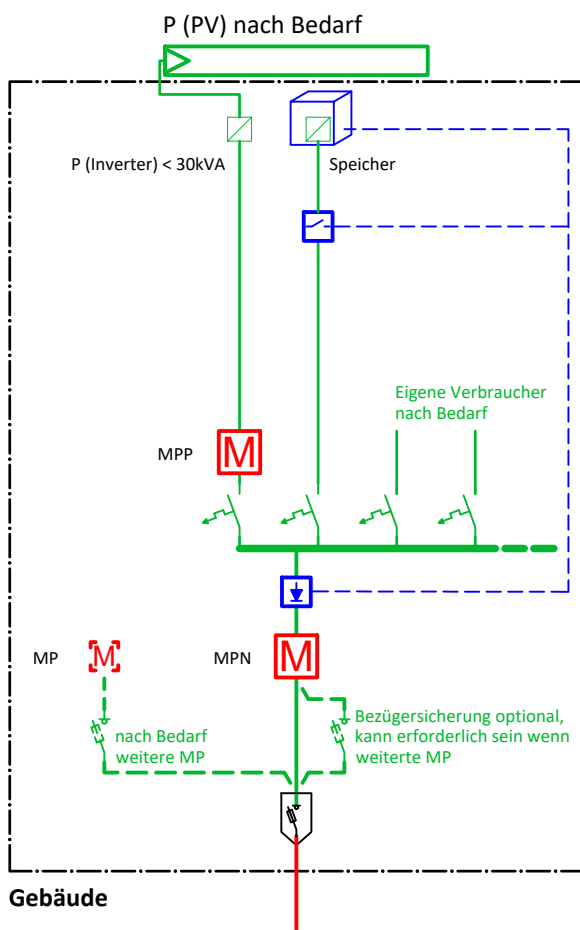 P (PV) nach Bedarf
P (Inverter) < 30kVA
Speicher
Eigene Verbraucher
nach Bedarf
MPP
M
MP
M
MPN
M
nach Bedarf
weitere MP
Bezügersicherung optional,
kann erforderlich sein wenn
weiterte MP
Gebäude